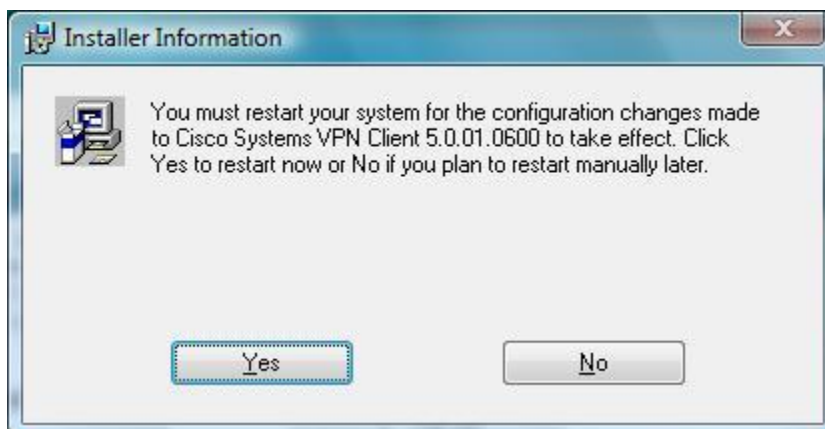 Installer Information
You must restart your system for the configuration changes made
to Cisco Systems VPN Client 5.0.01.0600 to take effect. Click
Yes to restart now or No if you plan to restart manually later.
Yes
No